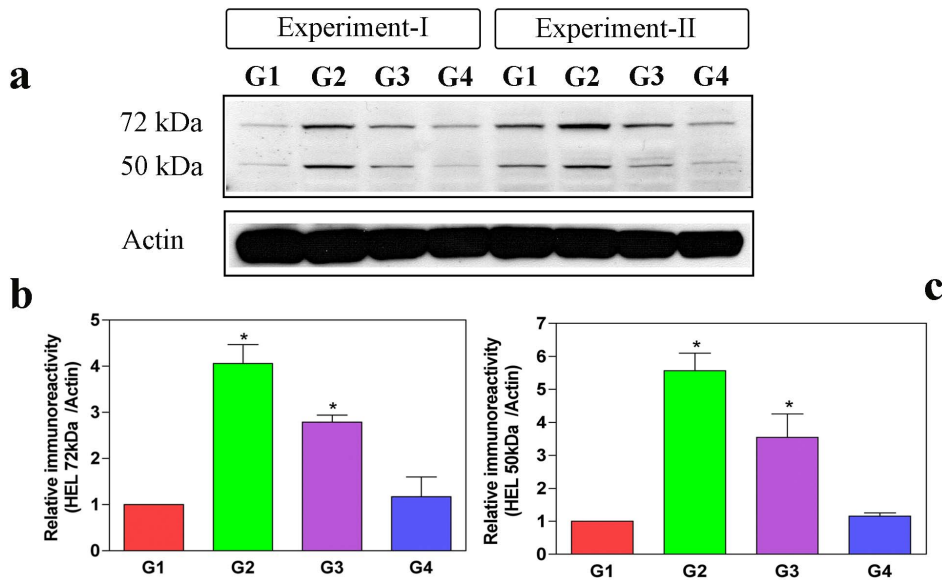 Experiment-I Experiment-II
a
G1 G2 G3 G4 G1 G2 G3 G4
72 kDa
50 kDa
Actin
b
Relative immunoreactivity
(HEL 72kDa /Actin)
5
4
3
2
1
0
*
*
G1 G2 G3 G4
c
Relative immunoreactivity
(HEL 50kDa /Actin)
7
6
5
4
3
2
1
0
*
*
G1 G2 G3 G4